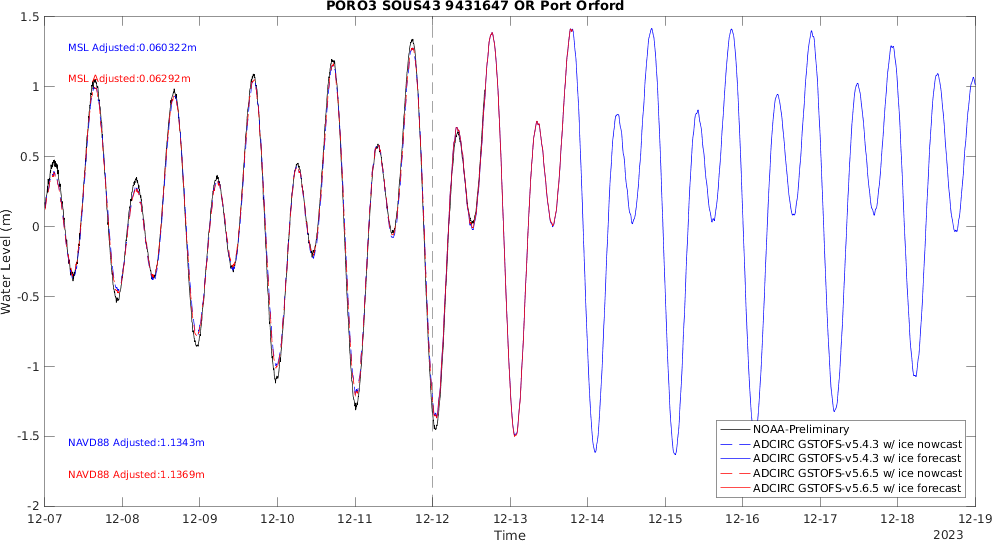 PORO3 SOUS43 9431647 OR Port Orford
1.5
1
0.5
0
-0.5
-1
-1.5
-2
Water Level (m)
MSL Adjusted:0.060322m
MSL Adjusted:0.06292m
NAVD88 Adjusted:1.1343m
NAVD88 Adjusted:1.1369m
NOAA-Preliminary
ADCIRC GSTOFS-v5.4.3 w/ ice nowcast
ADCIRC GSTOFS-v5.4.3 w/ ice forecast
ADCIRC GSTOFS-v5.6.5 w/ ice nowcast
ADCIRC GSTOFS-v5.6.5 w/ ice forecast
12-07 12-08 12-09 12-10 12-11 12-12 12-13 12-14 12-15 12-16 12-17 12-18 12-19
Time
2023